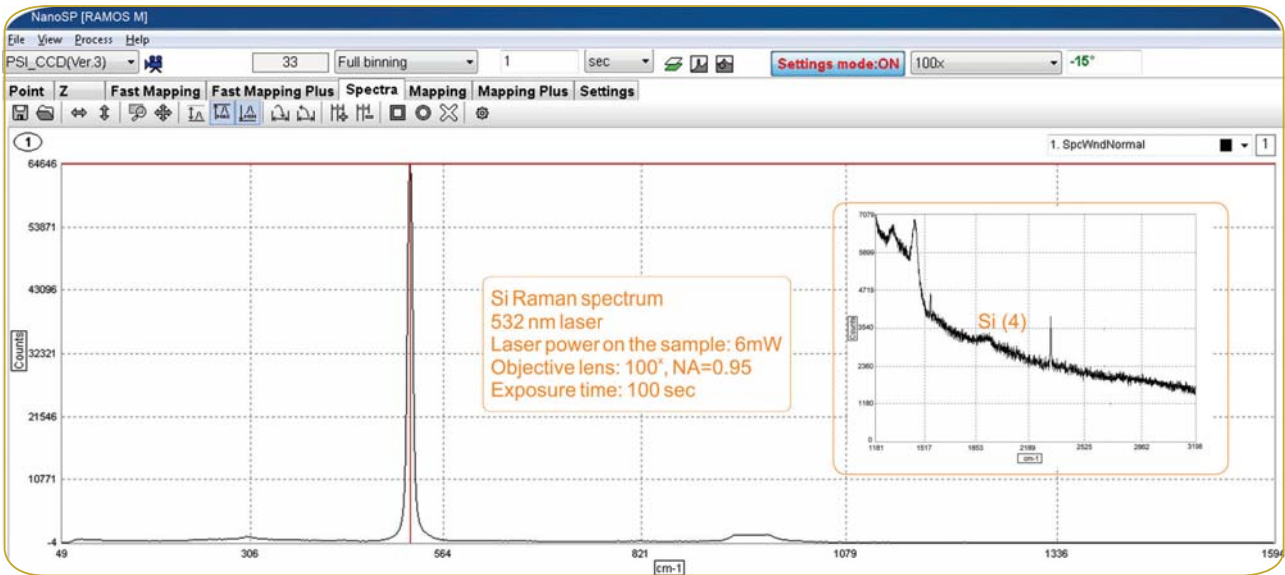 NanoSP [RAMOS M]
File View Process Help
PSI_CCD(Ver.3) 33 Full binning 1 sec Settings mode:ON 100x -15°
Point Z Fast Mapping Fast Mapping Plus Spectra Mapping Mapping Plus Settings
1
1. SpcWndNormal 1
64646
53871
43096
32321
21546
10771
-4
Counts
49 306 564 821 1079 1336 1594
cm-1
Si Raman spectrum
532 nm laser
Laser power on the sample: 6mW
Objective lens: 100ˣ, NA=0.95
Exposure time: 100 sec
7079
5899
4719
3540
2360
1180
0
Counts
Si (4)
1181 1517 1853 2189 2525 2862 3198
cm-1